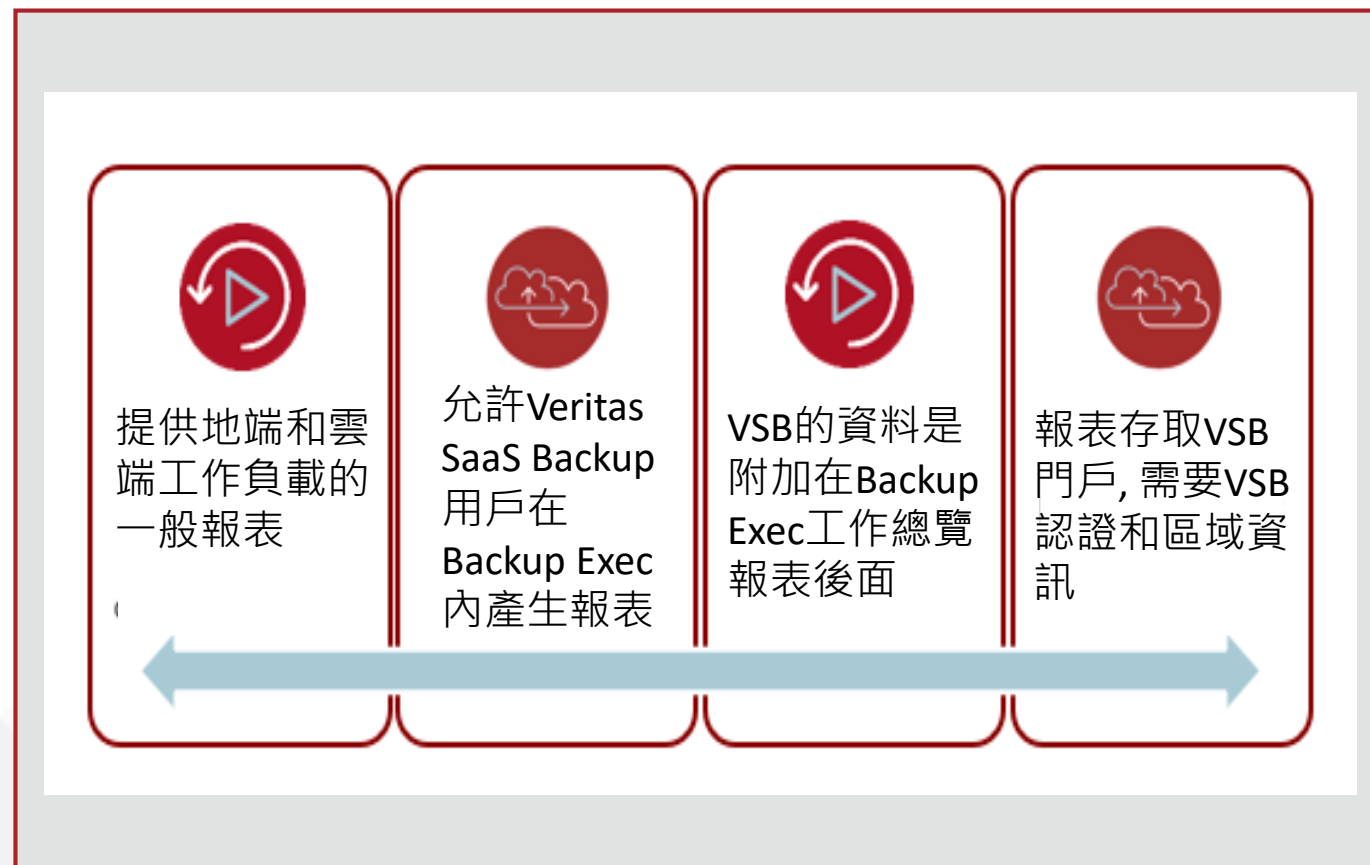 提供地端和雲
端工作負載的
一般報表
允許Veritas
SaaS Backup
用戶在
Backup Exec
內產生報表
VSB的資料是
附加在Backup
Exec工作總覽
報表後面
報表存取VSB
門戶, 需要VSB
認證和區域資
訊